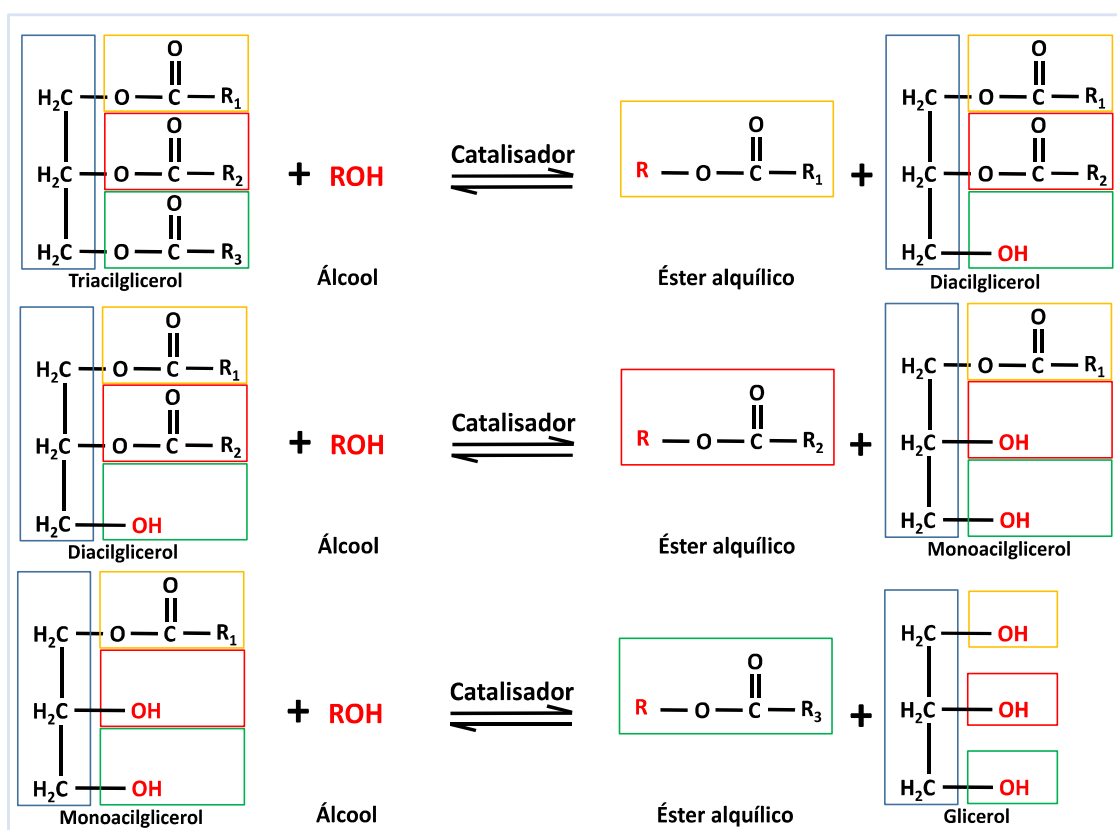 O O O
H₂C O C R₁ O C R₁ H₂C O C R₁
O O O
H₂C O C R₂ + ROH Catalisador R O C R₁ + H₂C O C R₂
O
H₂C O C R₃ H₂C OH
Triacilglicerol Álcool Éster alquílico Diacilglicerol
O O
H₂C O C R₁ H₂C O C R₁
O O
H₂C O C R₂ + ROH Catalisador R O C R₂ + H₂C OH
H₂C OH H₂C OH
Diacilglicerol Álcool Éster alquílico Monoacilglicerol
O
H₂C O C R₁ H₂C OH
O
H₂C OH + ROH Catalisador R O C R₃ + H₂C OH
H₂C OH H₂C OH
Monoacilglicerol Álcool Éster alquílico Glicerol